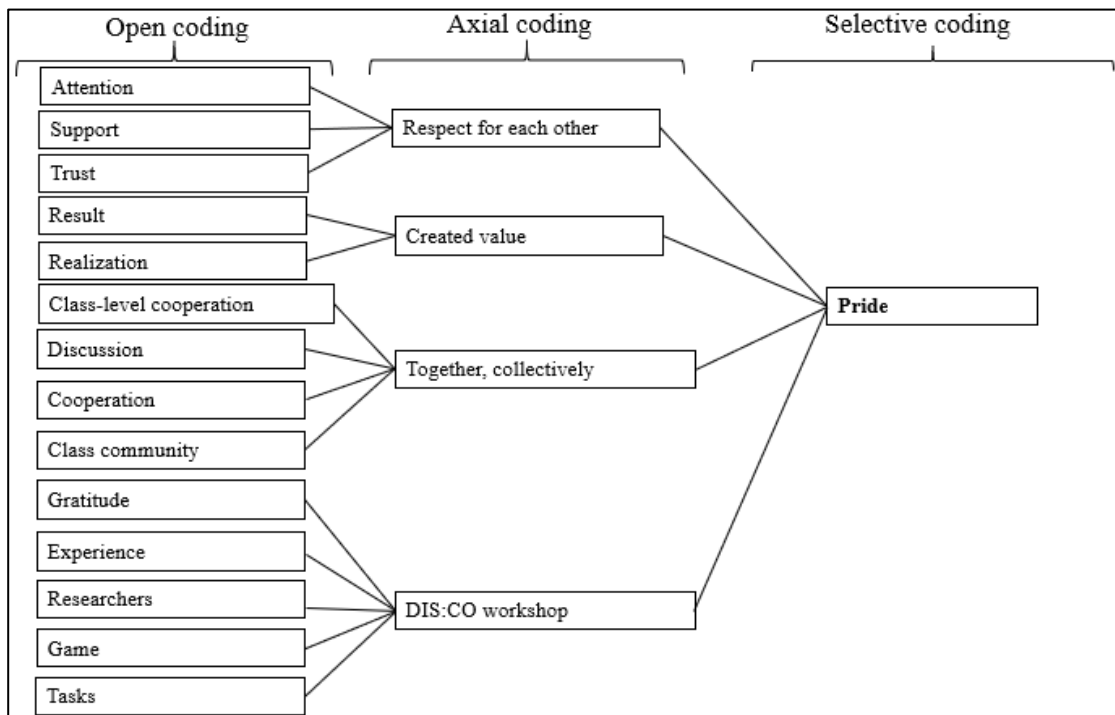 Open coding
Axial coding
Selective coding
Attention
Support
Trust
Result
Realization
Class-level cooperation
Discussion
Cooperation
Class community
Gratitude
Experience
Researchers
Game
Tasks
Respect for each other
Created value
Together, collectively
DIS:CO workshop
Pride